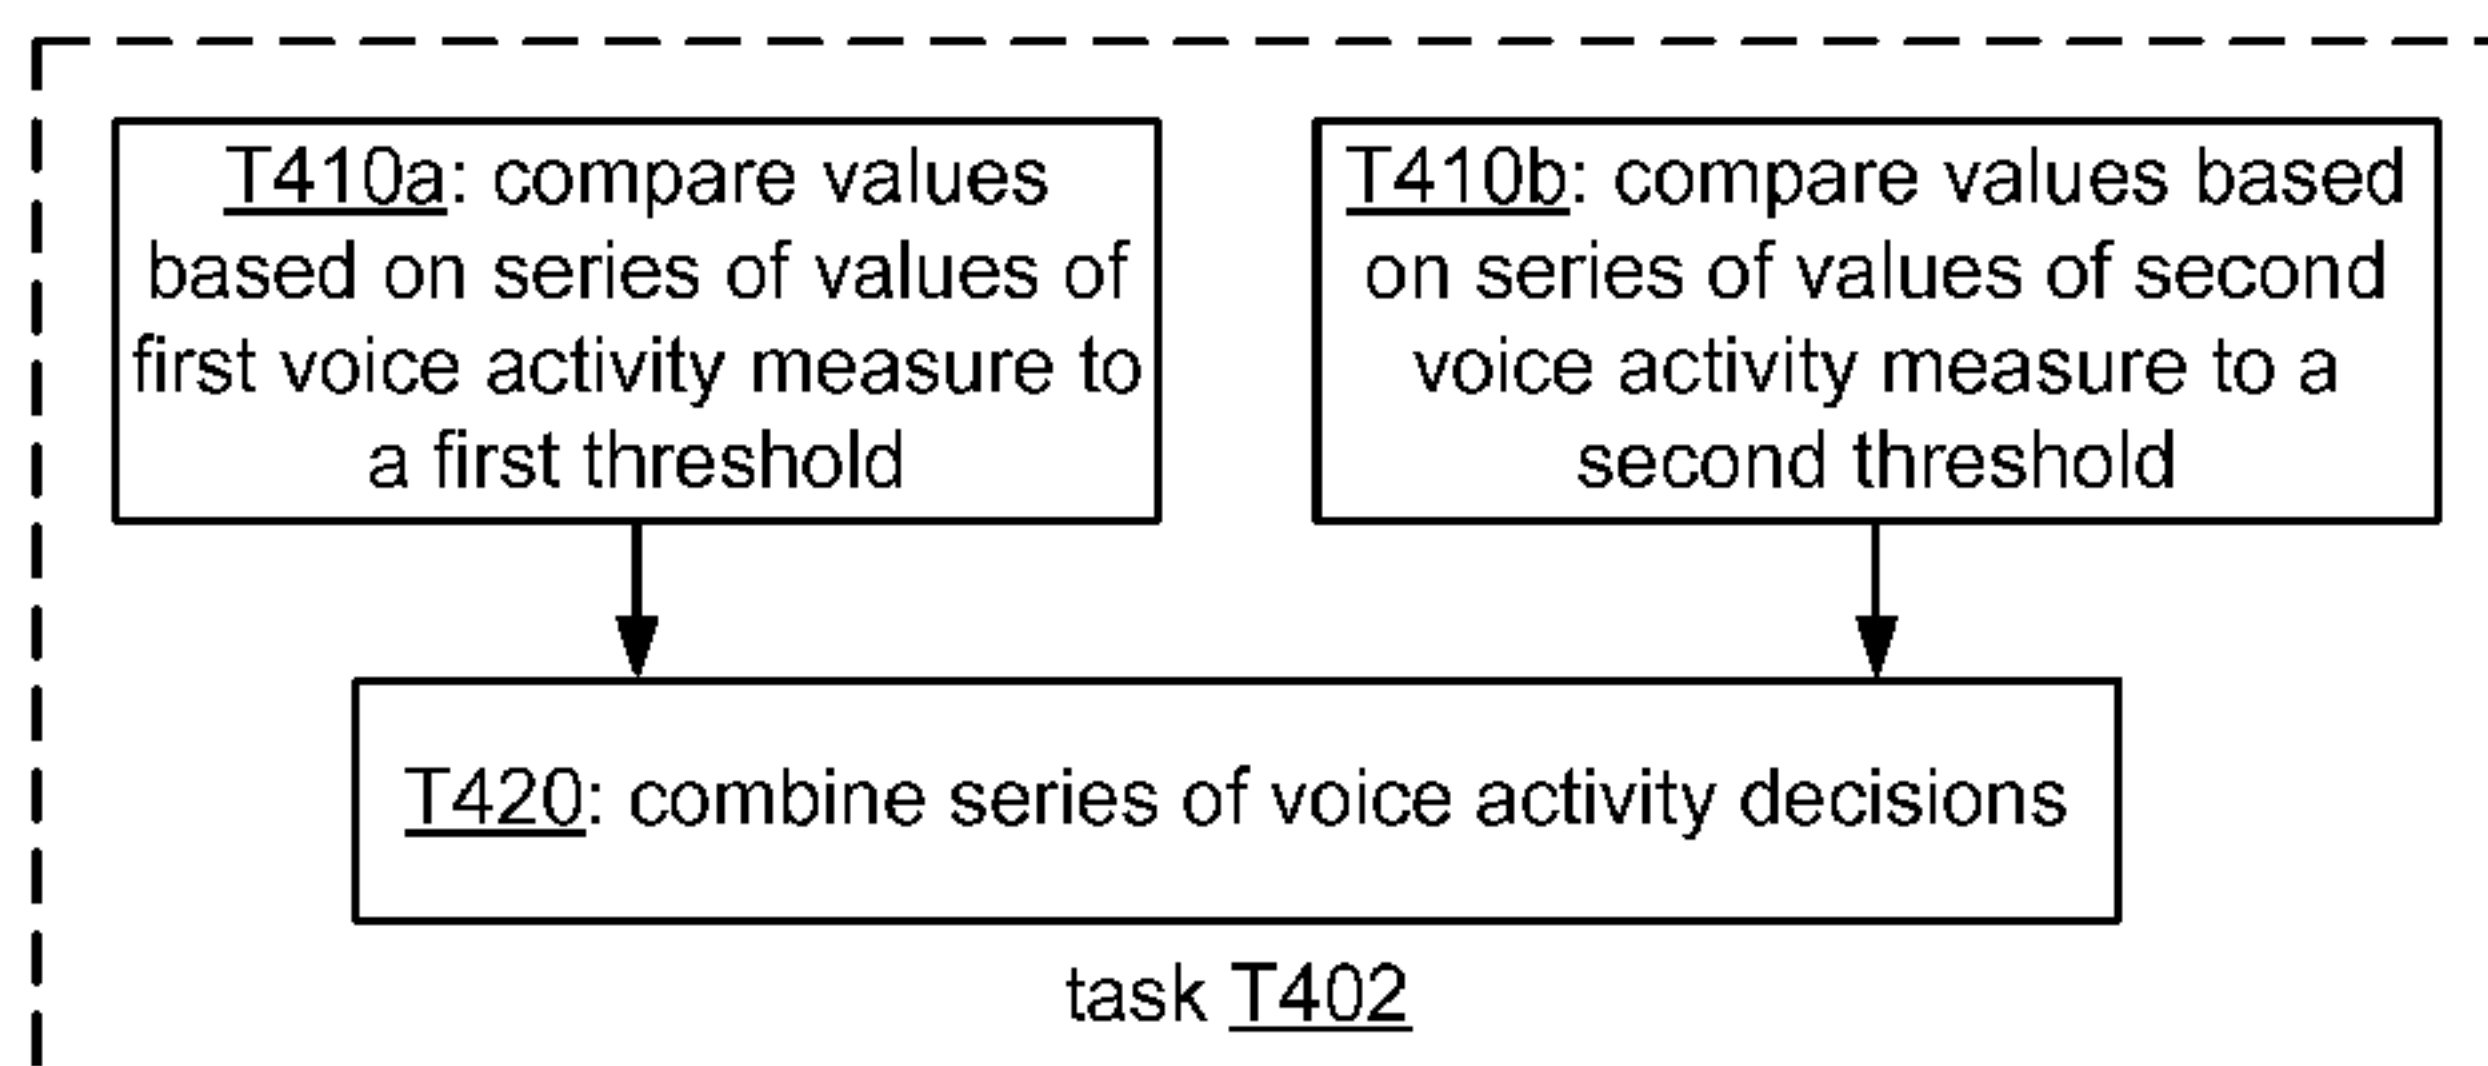 T410a: compare values
based on series of values of
first voice activity measure to
a first threshold
T410b: compare values based
on series of values of second
voice activity measure to a
second threshold
T420: combine series of voice activity decisions
task T402